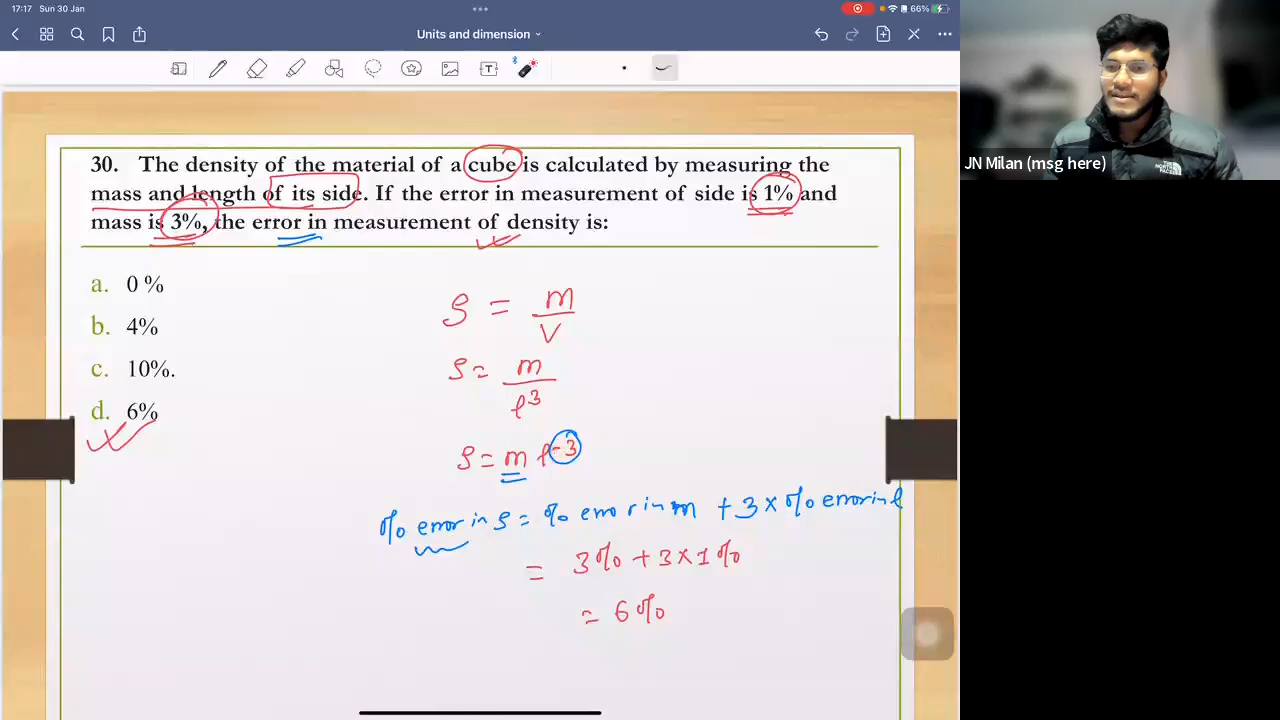 17:17 Sun 30 Jan
66%
Units and dimension
T
JN Milan (msg here)
THE NORTH FACE
30. The density of the material of a cube is calculated by measuring the
mass and length of its side. If the error in measurement of side is 1% and
mass is 3%, the error in measurement of density is:
a. 0 %
b. 4%
c. 10%.
d. 6%
ρ = m/V
ρ = m/l³
ρ = m l⁻³
% error in ρ = % error in m + 3 × % error in l
= 3% + 3 × 1%
= 6%